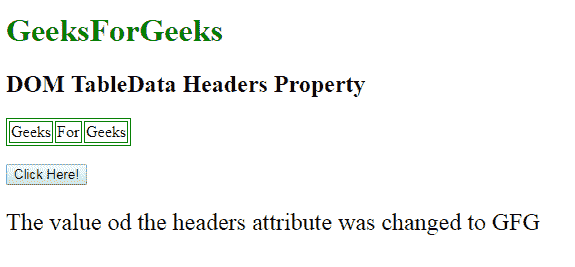 GeeksForGeeks
DOM TableData Headers Property
Geeks For Geeks
Click Here!
The value od the headers attribute was changed to GFG